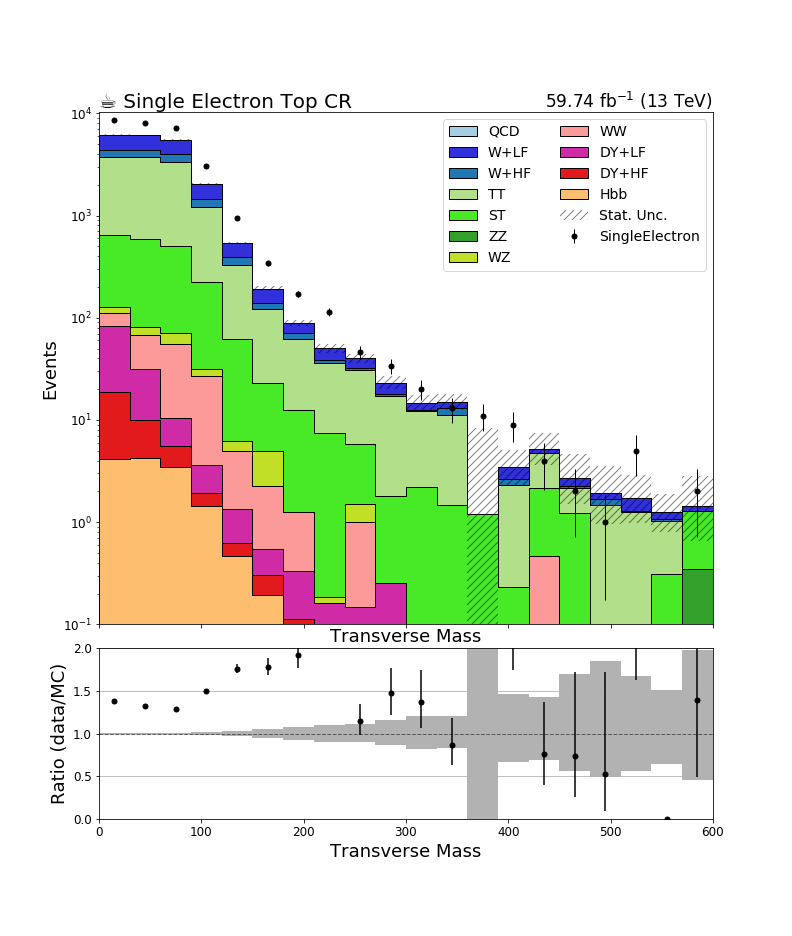 ☕ Single Electron Top CR
59.74 fb⁻¹ (13 TeV)
QCD
W+LF
W+HF
TT
ST
ZZ
WZ
WW
DY+LF
DY+HF
Hbb
Stat. Unc.
SingleElectron
Events
10⁴
10³
10²
10¹
10⁰
10⁻¹
Transverse Mass
Ratio (data/MC)
2.0
1.5
1.0
0.5
0.0
0 100 200 300 400 500 600
Transverse Mass